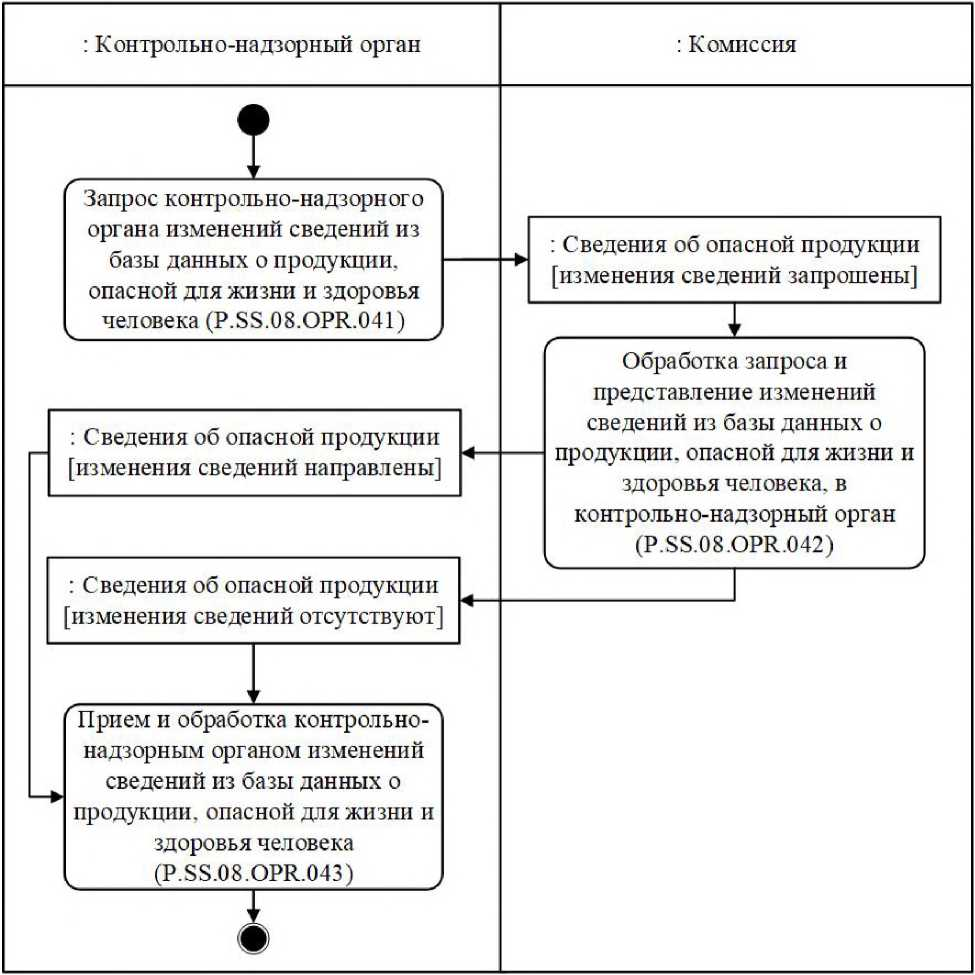 : Контрольно-надзорный орган
: Комиссия
Запрос контрольно-надзорного
органа изменений сведений из
базы данных о продукции,
опасной для жизни и здоровья
человека (P.SS.08.OPR.041)
: Сведения об опасной продукции
[изменения сведений запрошены]
Обработка запроса и
представление изменений
сведений из базы данных о
продукции, опасной для жизни и
здоровья человека, в
контрольно-надзорный орган
(P.SS.08.OPR.042)
: Сведения об опасной продукции
[изменения сведений направлены]
: Сведения об опасной продукции
[изменения сведений отсутствуют]
Прием и обработка контрольно-
надзорным органом изменений
сведений из базы данных о
продукции, опасной для жизни и
здоровья человека
(P.SS.08.OPR.043)